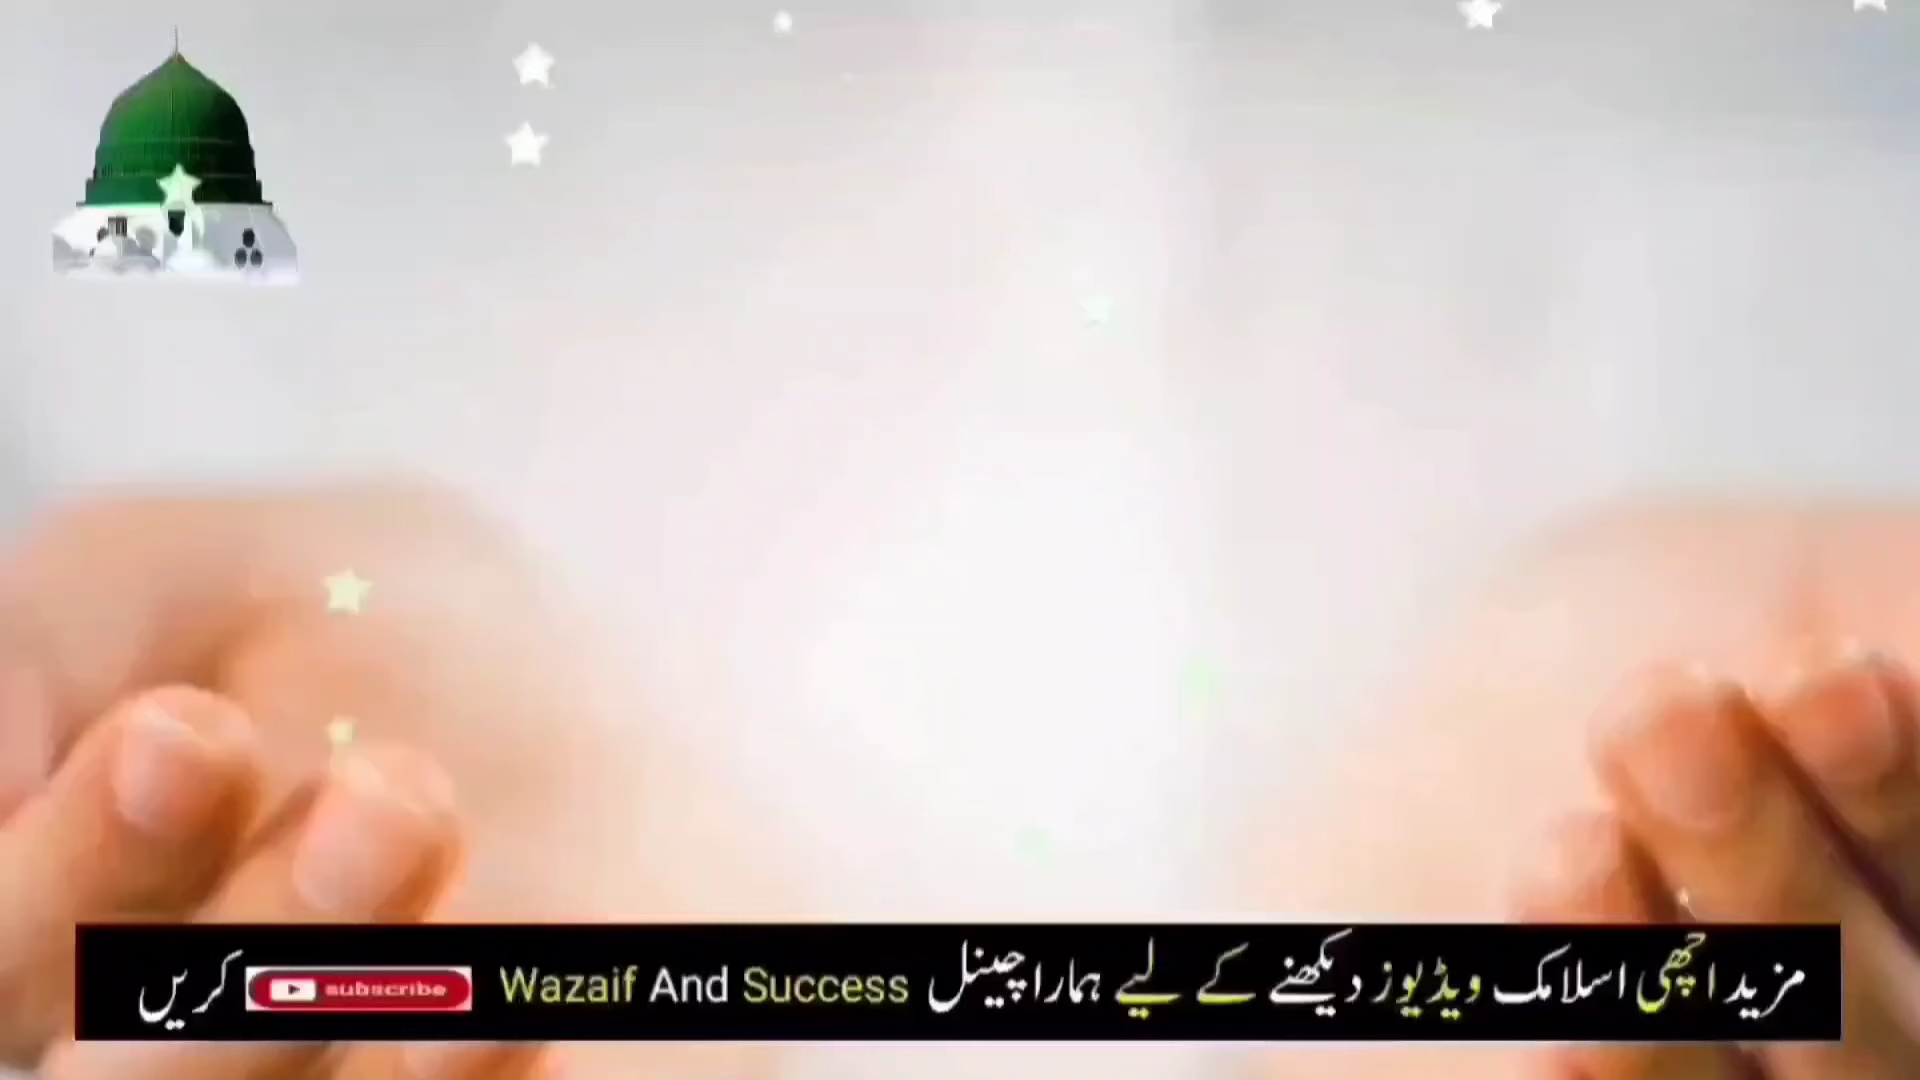 مزید اچھی اسلامک ویڈیوز دیکھنے کے لیے ہمارا چینل Wazaif And Success subscribe کریں